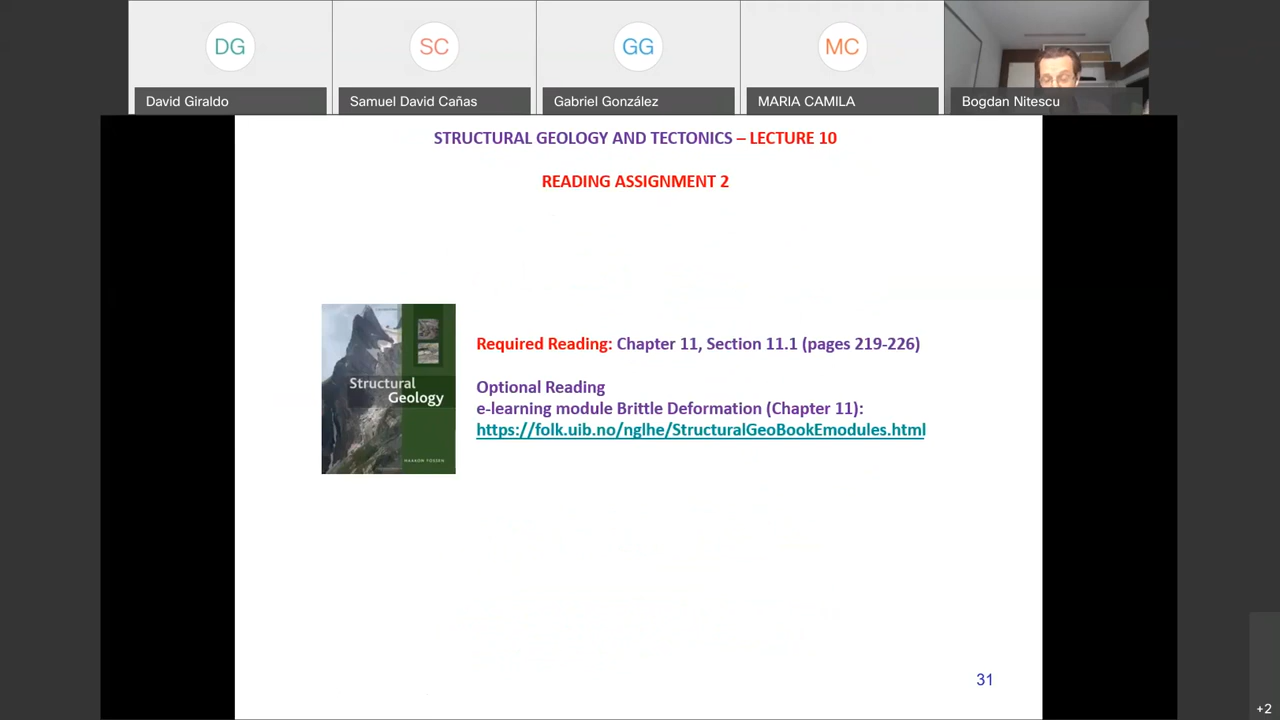 DG
SC
GG
MC
David Giraldo
Samuel David Cañas
Gabriel González
MARIA CAMILA
Bogdan Nitescu
STRUCTURAL GEOLOGY AND TECTONICS – LECTURE 10
READING ASSIGNMENT 2
Structural
Geology
HAAKON FOSSEN
Required Reading: Chapter 11, Section 11.1 (pages 219-226)
Optional Reading
e-learning module Brittle Deformation (Chapter 11):
https://folk.uib.no/nglhe/StructuralGeoBookEmodules.html
31
+2